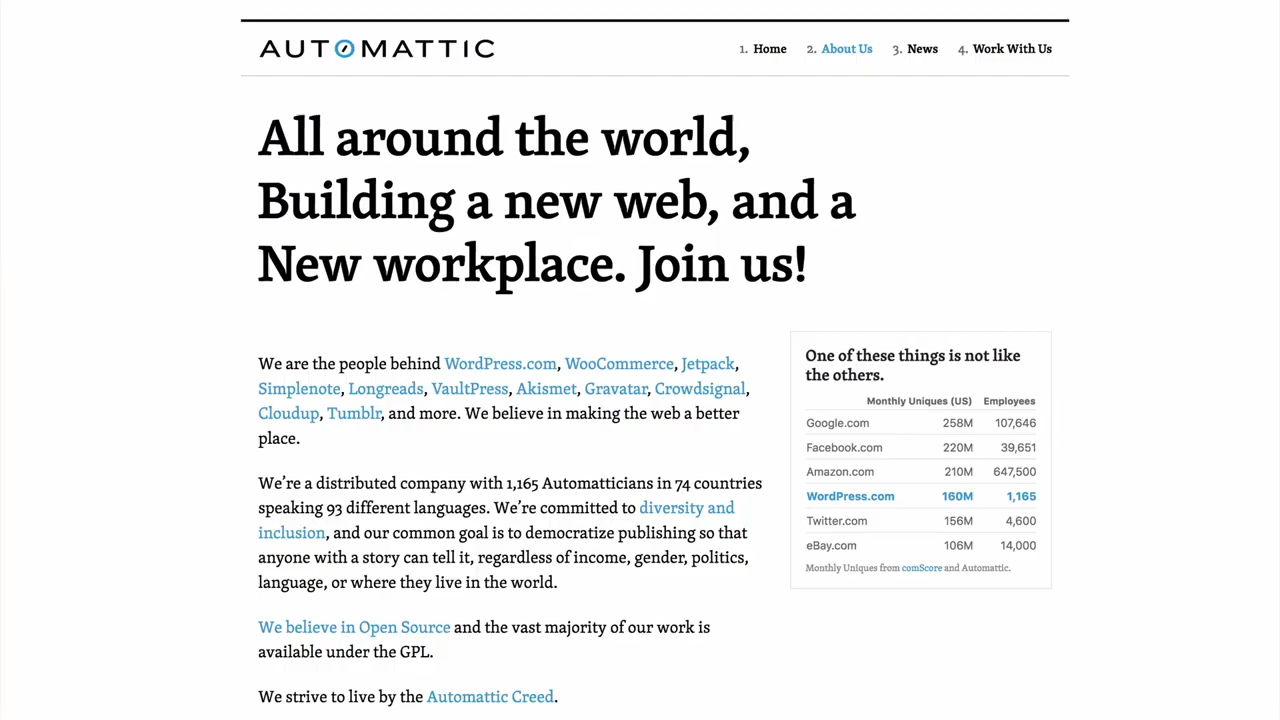 AUTOMATTIC
1. Home 2. About Us 3. News 4. Work With Us
All around the world,
Building a new web, and a
New workplace. Join us!
We are the people behind WordPress.com, WooCommerce, Jetpack,
Simplenote, Longreads, VaultPress, Akismet, Gravatar, Crowdsignal,
Cloudup, Tumblr, and more. We believe in making the web a better
place.
We're a distributed company with 1,165 Automatticians in 74 countries
speaking 93 different languages. We're committed to diversity and
inclusion, and our common goal is to democratize publishing so that
anyone with a story can tell it, regardless of income, gender, politics,
language, or where they live in the world.
We believe in Open Source and the vast majority of our work is
available under the GPL.
We strive to live by the Automattic Creed.
One of these things is not like
the others.
Monthly Uniques (US) Employees
Google.com 258M 107,646
Facebook.com 220M 39,651
Amazon.com 210M 647,500
WordPress.com 160M 1,165
Twitter.com 156M 4,600
eBay.com 106M 14,000
Monthly Uniques from comScore and Automattic.